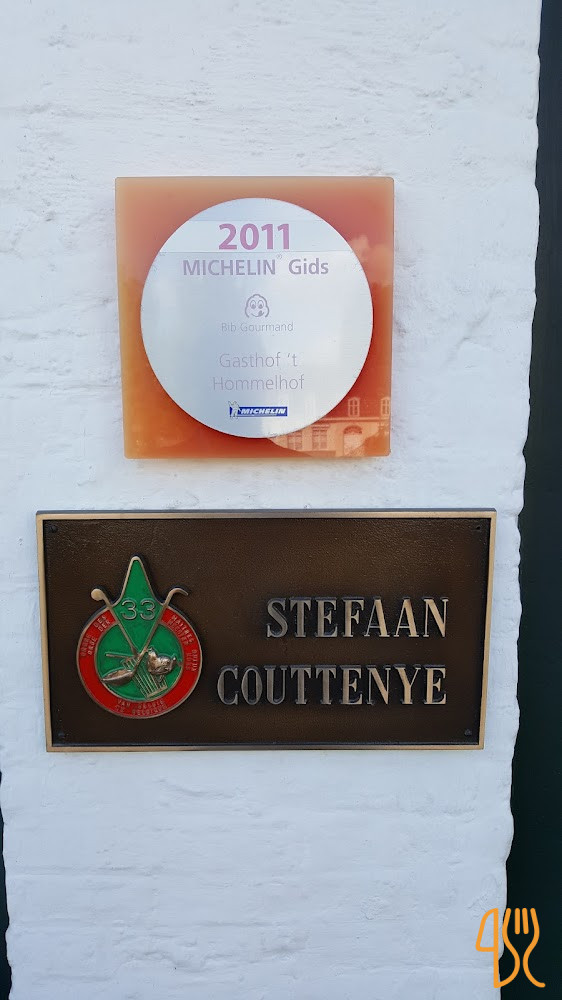 2011
MICHELIN® Gids
Bib Gourmand
Gasthof 't
Hommelhof
MICHELIN
33
STEFAAN
COUTTENYE